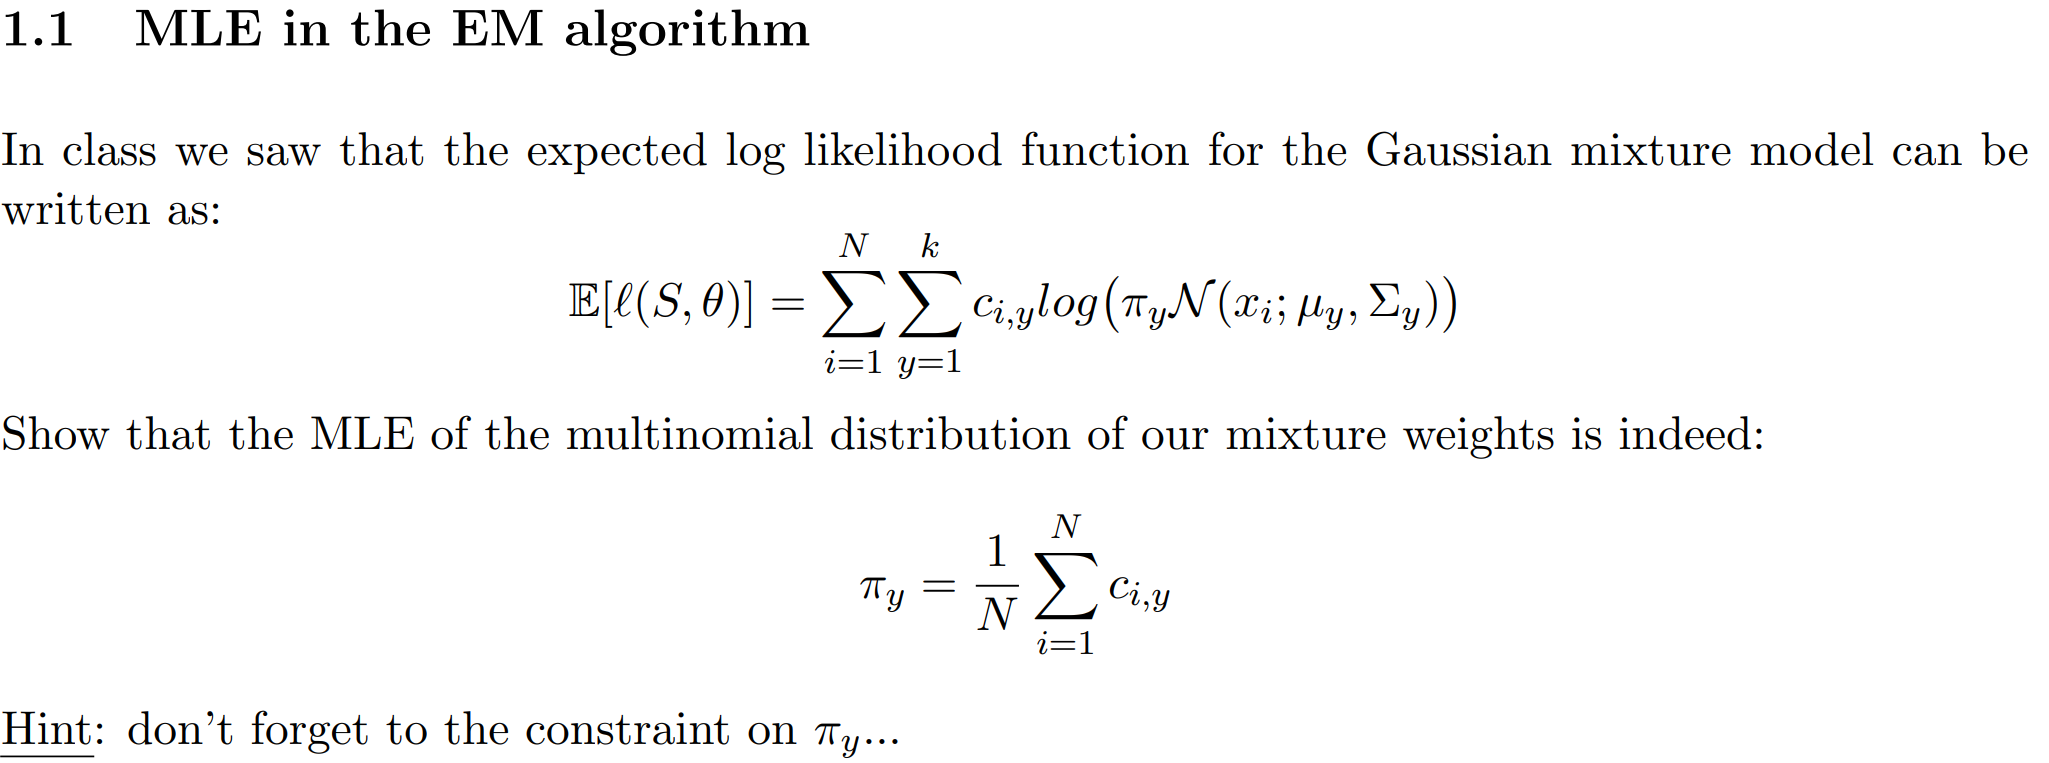 1.1 MLE in the EM algorithm
In class we saw that the expected log likelihood function for the Gaussian mixture model can be
written as:
$$\mathbb{E}[\ell(S, \theta)] = \sum_{i=1}^{N} \sum_{y=1}^{k} c_{i,y} log\big(\pi_y \mathcal{N}(x_i; \mu_y, \Sigma_y)\big)$$
Show that the MLE of the multinomial distribution of our mixture weights is indeed:
$$\pi_y = \frac{1}{N} \sum_{i=1}^{N} c_{i,y}$$
Hint: don't forget to the constraint on $\pi_y$...